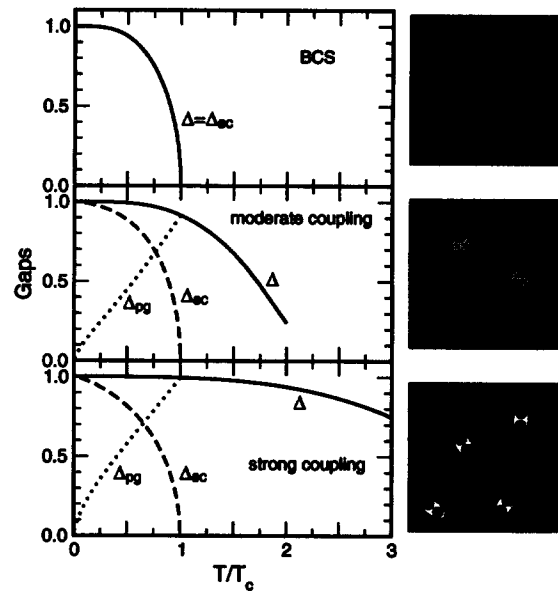 1.0
BCS
0.5
Δ=Δsc
0.0
1.0
moderate coupling
Gaps
0.5
Δ
Δpg
Δsc
0.0
1.0
Δ
0.5
Δpg
Δsc
strong coupling
0.0
0
1
2
3
T/Tc